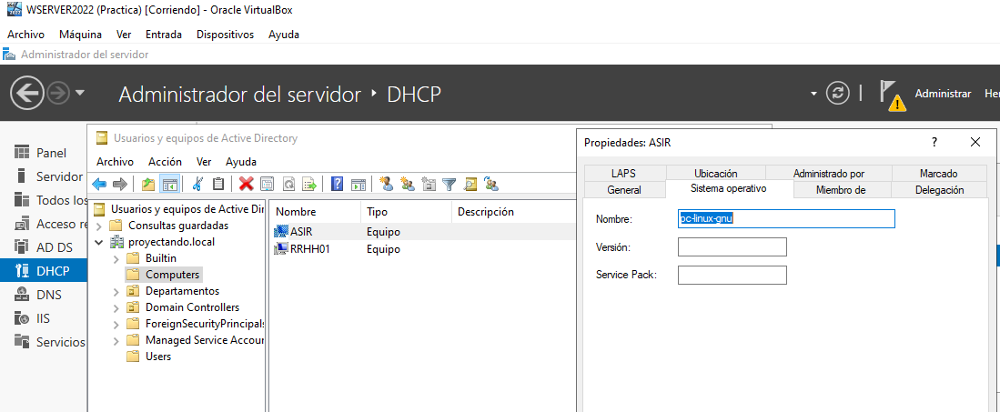 WSERVER2022 (Practica) [Corriendo] - Oracle VirtualBox
Archivo Máquina Ver Entrada Dispositivos Ayuda
Administrador del servidor
Administrador del servidor DHCP
Administrar
Panel
Servidor
Todos los
Acceso re
AD DS
DHCP
DNS
IIS
Servicios
Usuarios y equipos de Active Directory
Archivo Acción Ver Ayuda
Usuarios y equipos de Active Dire
Consultas guardadas
proyectando.local
Builtin
Computers
Departamentos
Domain Controllers
ForeignSecurityPrincipals
Managed Service Accour
Users
Nombre Tipo Descripción
ASIR Equipo
RRHH01 Equipo
Propiedades: ASIR ?
LAPS Ubicación Administrado por Marcado
General Sistema operativo Miembro de Delegación
Nombre: pc-linux-gnu
Versión:
Service Pack: